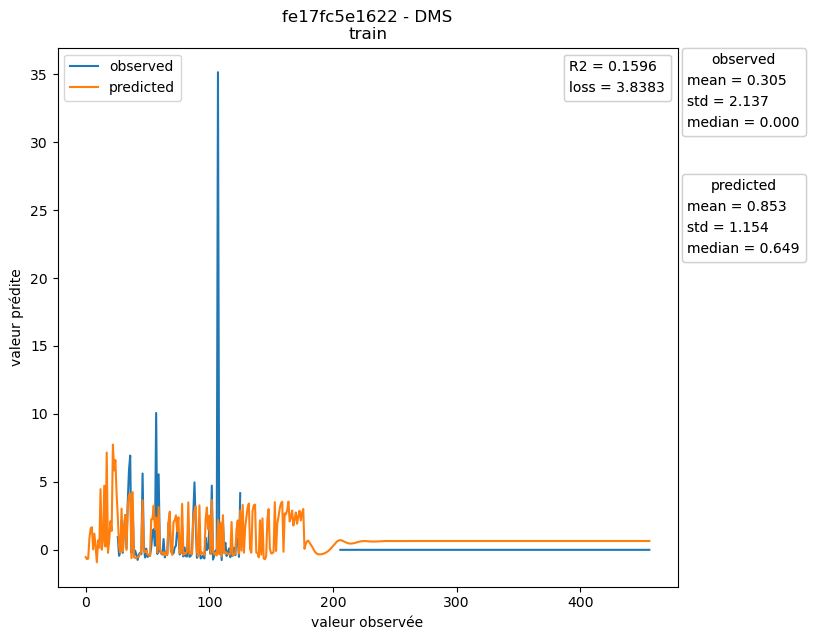 fe17fc5e1622 - DMS
train
observed
predicted
R2 = 0.1596
loss = 3.8383
observed
mean = 0.305
std = 2.137
median = 0.000
predicted
mean = 0.853
std = 1.154
median = 0.649
valeur prédite
35
30
25
20
15
10
5
0
0
100
200
300
400
valeur observée